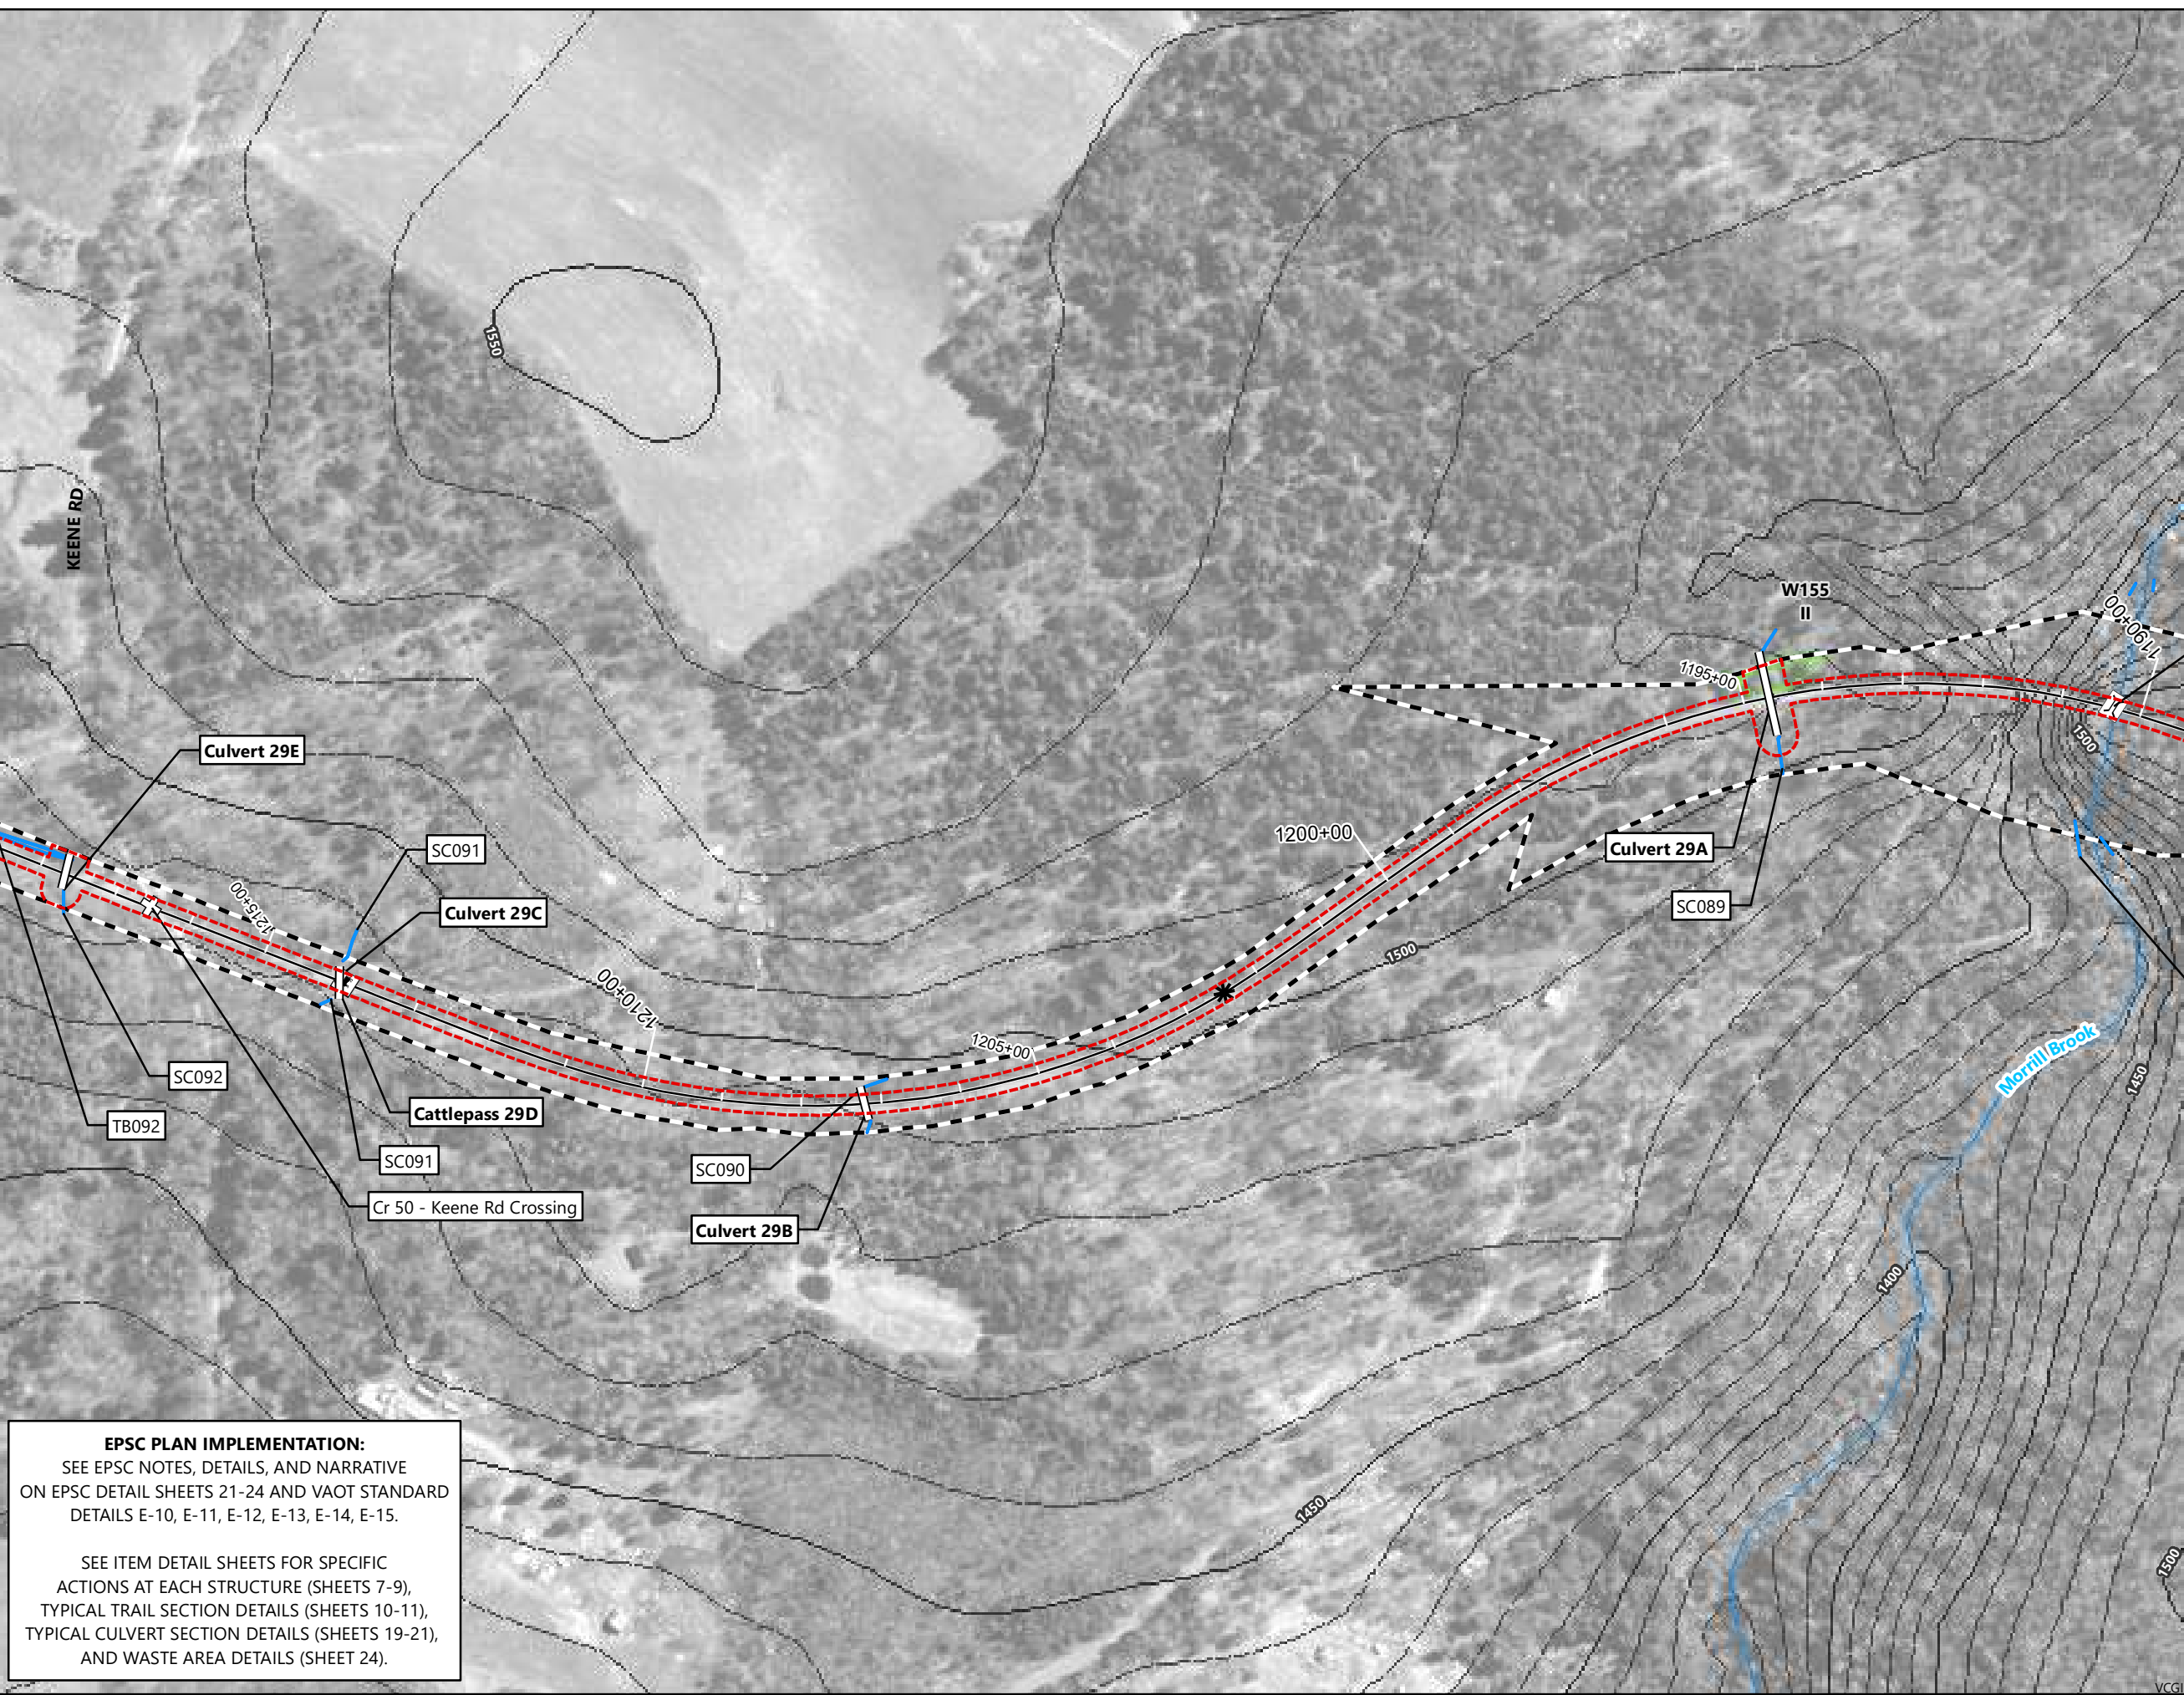 1550
KEENE RD
W155
II
1190+00
1195+00
1500
Culvert 29E
1200+00
SC091
Culvert 29A
1215+00
SC089
Culvert 29C
1500
1210+00
1205+00
Morrill Brook
SC092
1450
Cattlepass 29D
TB092
SC091
SC090
Cr 50 - Keene Rd Crossing
Culvert 29B
1400
EPSC PLAN IMPLEMENTATION:
SEE EPSC NOTES, DETAILS, AND NARRATIVE
ON EPSC DETAIL SHEETS 21-24 AND VAOT STANDARD
DETAILS E-10, E-11, E-12, E-13, E-14, E-15.
SEE ITEM DETAIL SHEETS FOR SPECIFIC
ACTIONS AT EACH STRUCTURE (SHEETS 7-9),
TYPICAL TRAIL SECTION DETAILS (SHEETS 10-11),
TYPICAL CULVERT SECTION DETAILS (SHEETS 19-21),
AND WASTE AREA DETAILS (SHEET 24).
1450
1500